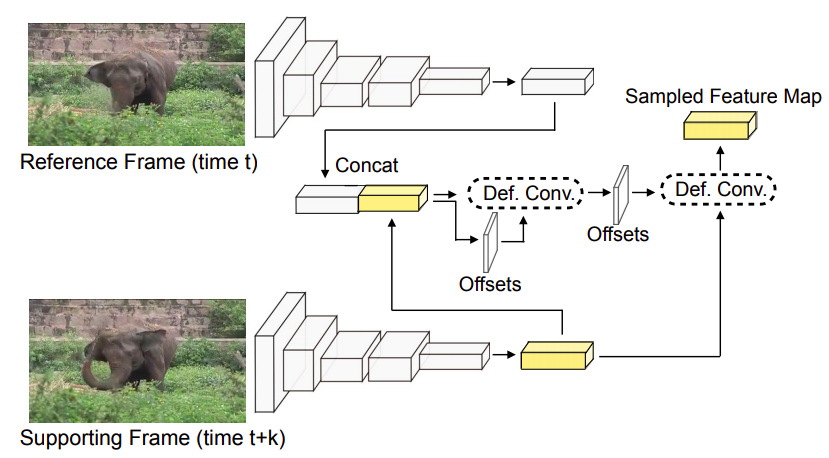 Reference Frame (time t)
Sampled Feature Map
Concat
Def. Conv.
Def. Conv.
Offsets
Offsets
Supporting Frame (time t+k)